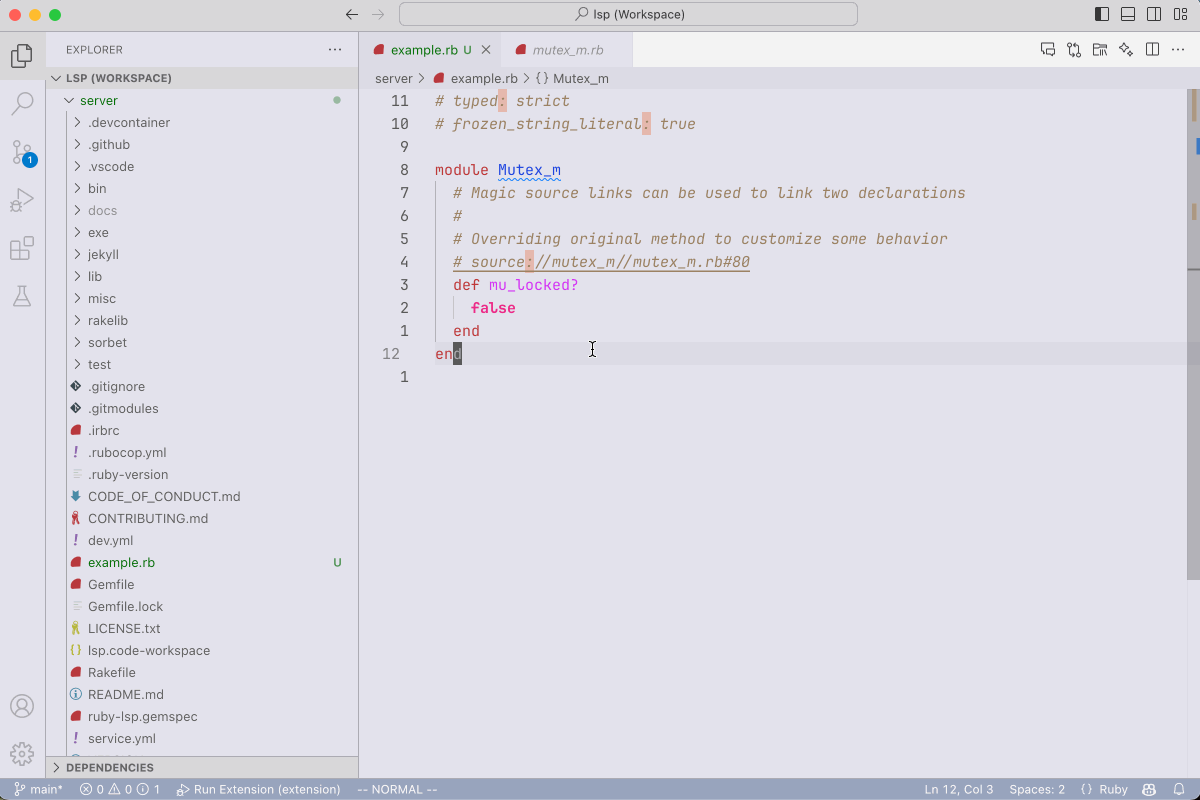 lsp (Workspace)
EXPLORER
example.rb U
mutex_m.rb
LSP (WORKSPACE)
server > example.rb > {} Mutex_m
server
.devcontainer
.github
.vscode
1
bin
docs
exe
jekyll
lib
misc
rakelib
sorbet
test
.gitignore
.gitmodules
.irbrc
.rubocop.yml
.ruby-version
CODE_OF_CONDUCT.md
CONTRIBUTING.md
dev.yml
example.rb U
Gemfile
Gemfile.lock
LICENSE.txt
lsp.code-workspace
Rakefile
README.md
ruby-lsp.gemspec
service.yml
DEPENDENCIES
11 # typed: strict
10 # frozen_string_literal: true
9
8 module Mutex_m
7 # Magic source links can be used to link two declarations
6 #
5 # Overriding original method to customize some behavior
4 # source://mutex_m//mutex_m.rb#80
3 def mu_locked?
2 false
1 end
12 end
1
main* 0 0 1 Run Extension (extension) -- NORMAL -- Ln 12, Col 3 Spaces: 2 {} Ruby